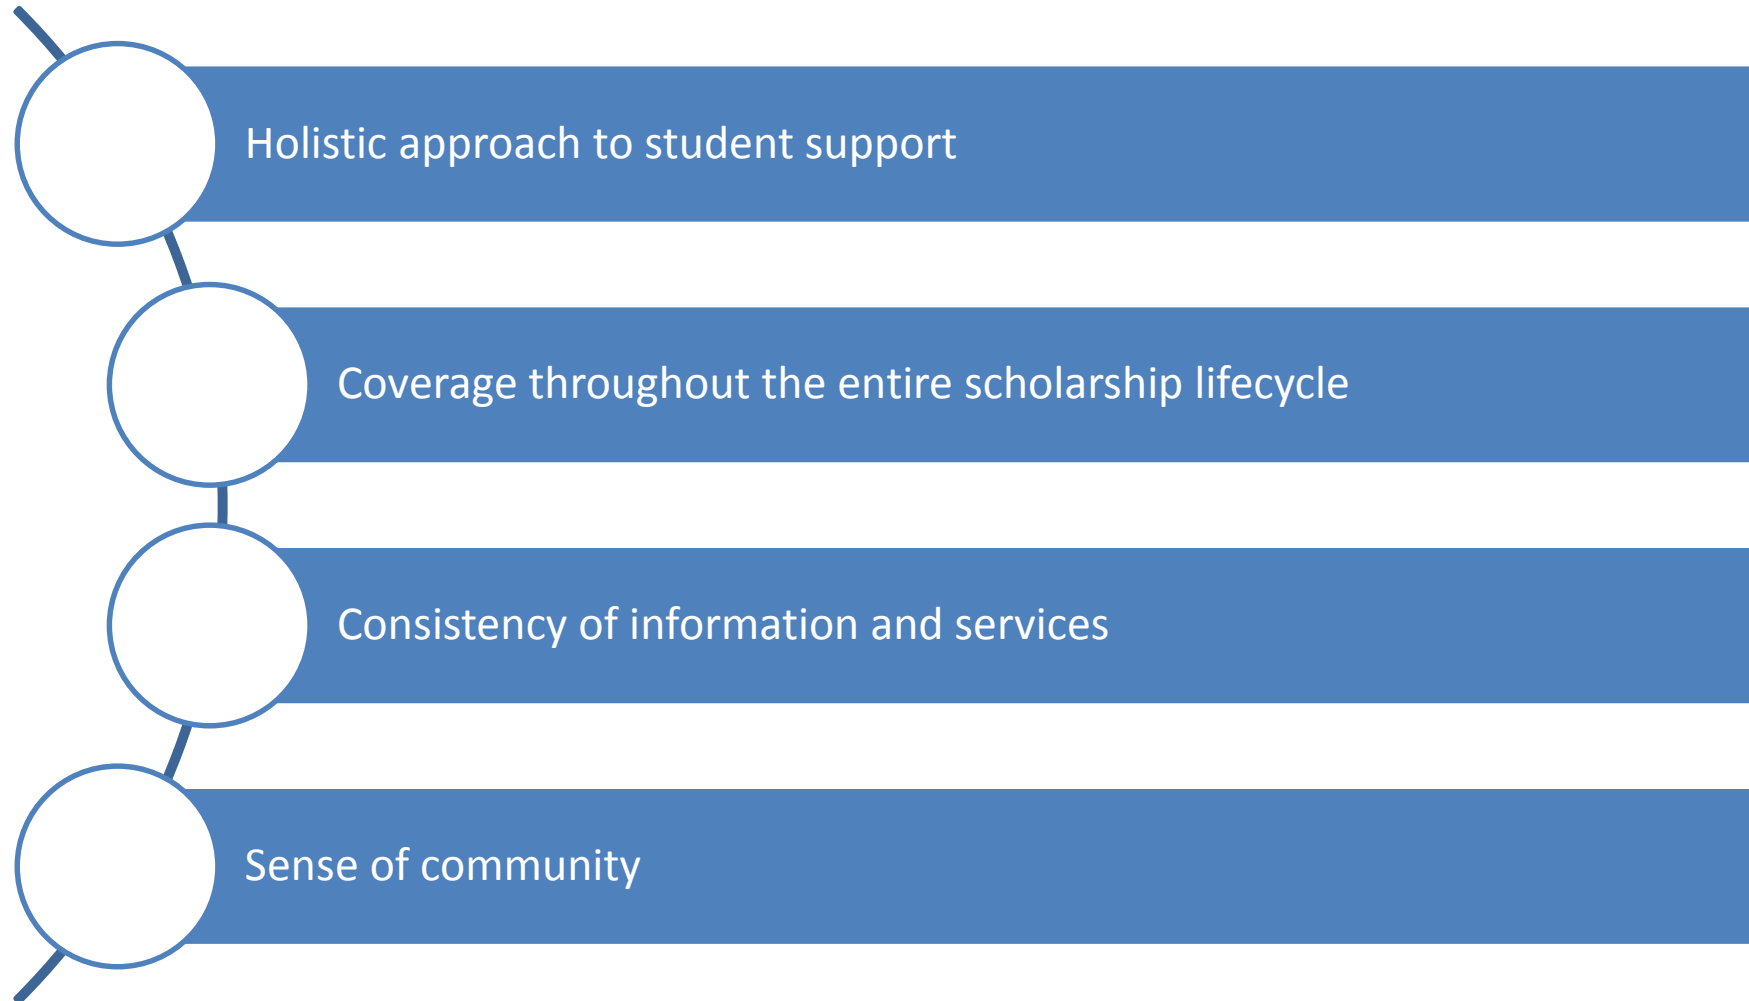 Holistic approach to student support
Coverage throughout the entire scholarship lifecycle
Consistency of information and services
Sense of community